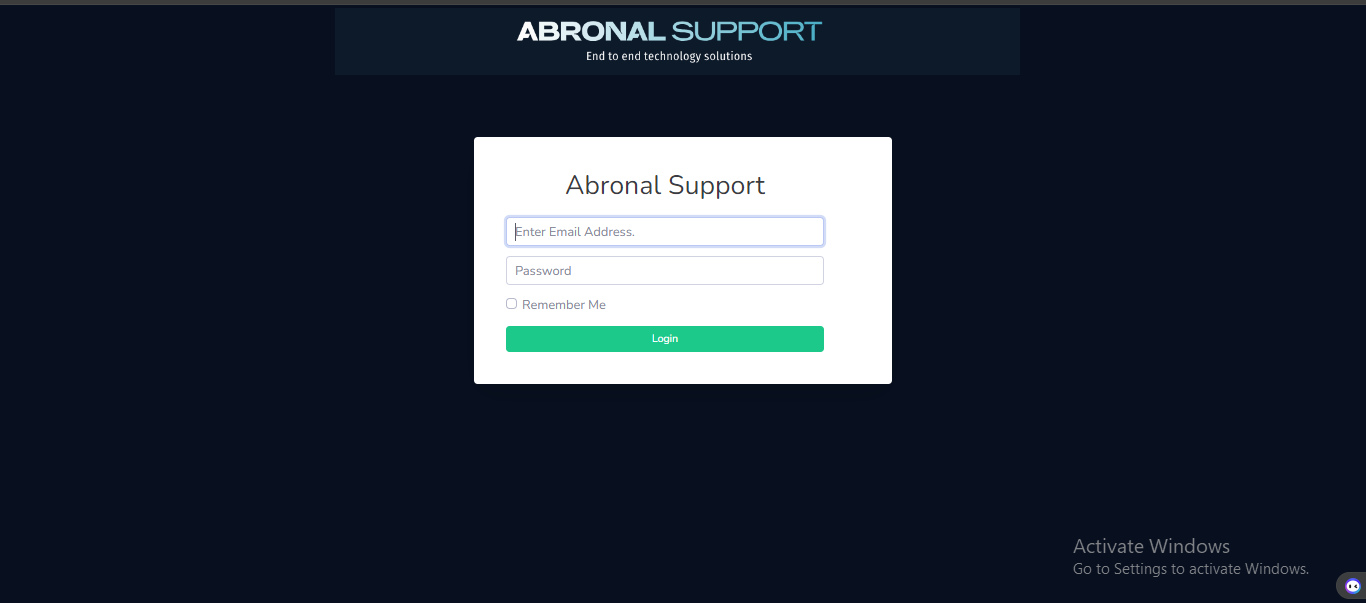 ABRONAL SUPPORT
End to end technology solutions
Abronal Support
Enter Email Address.
Password
Remember Me
Login
Activate Windows
Go to Settings to activate Windows.